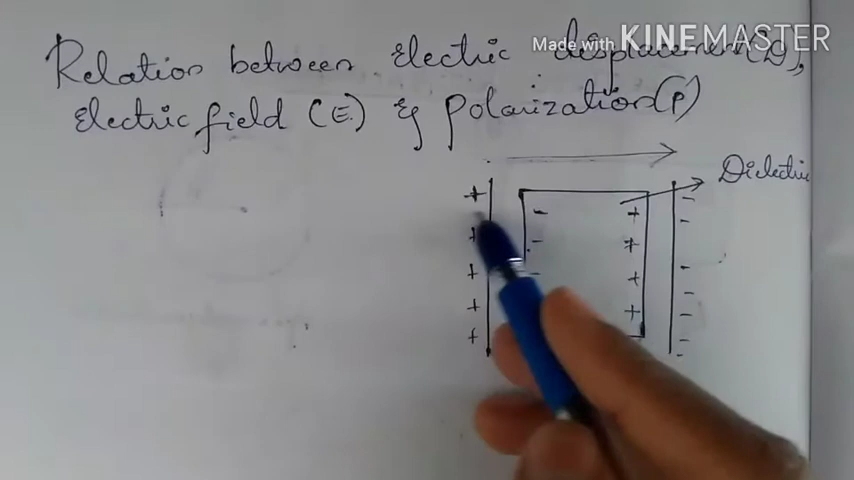 Relation between electric displacement(D),
Made with KINEMASTER
electric field (E) & polarization(P)
Dielectric
+ - + -
+ - + -
+ - + -
+ + -
+ -
-